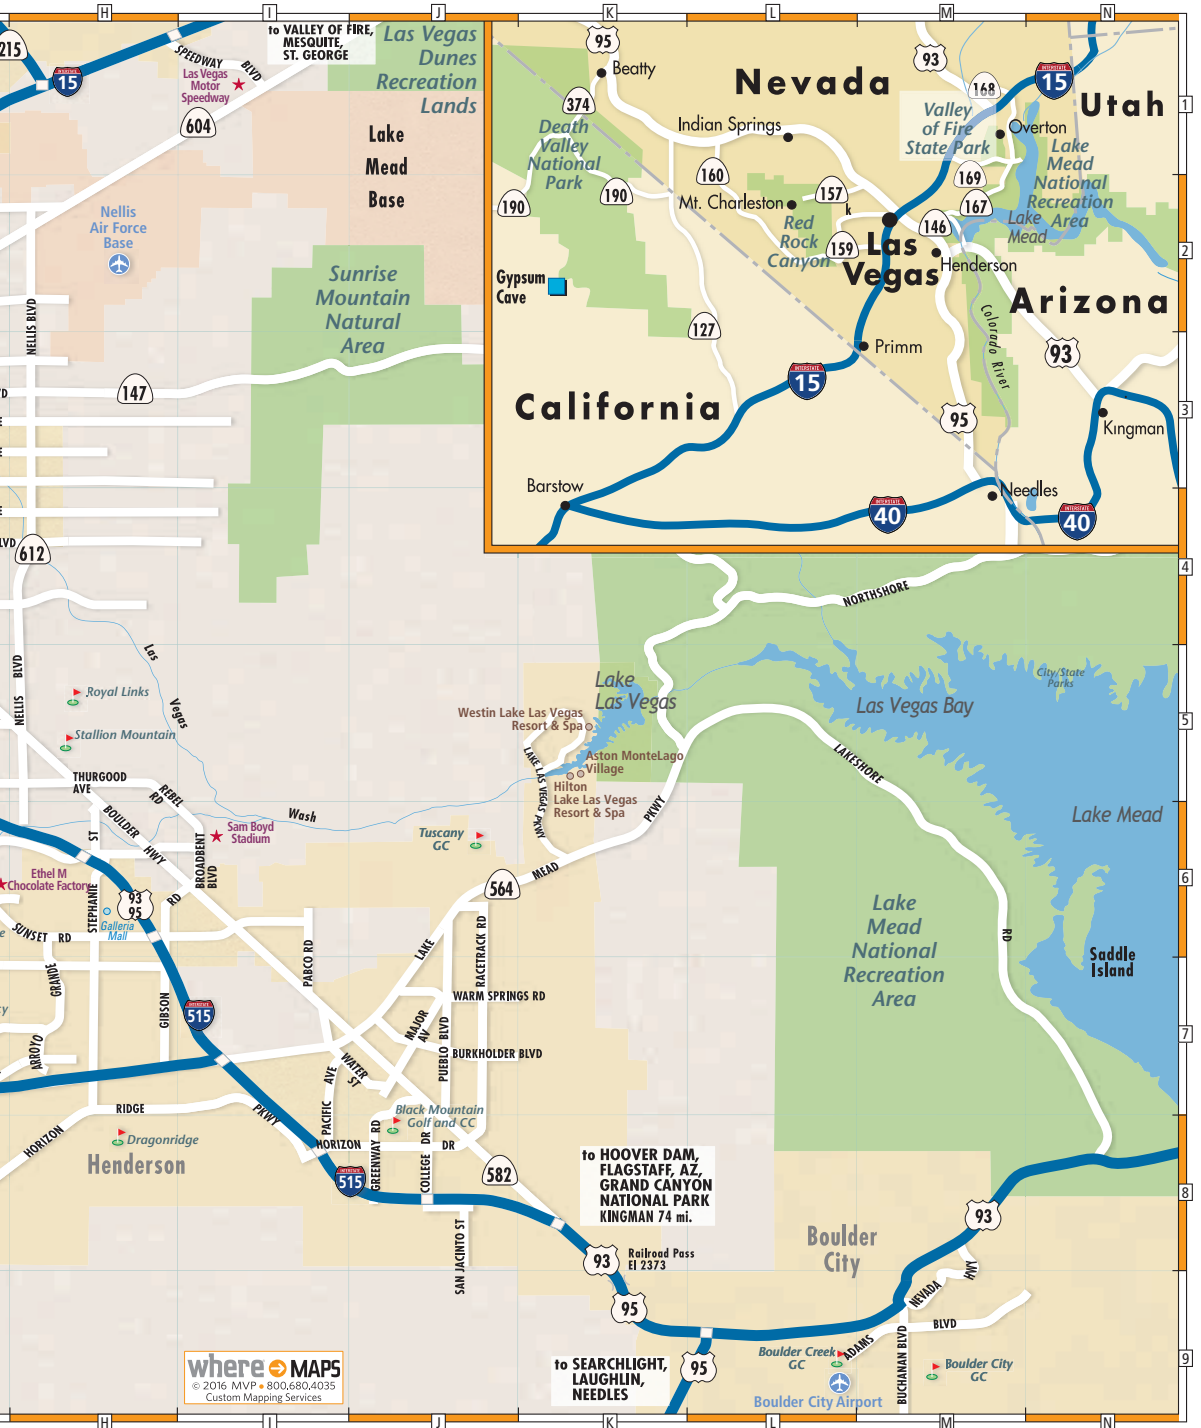 H
I
J
K
L
M
N
215
15
SPEEDWAY BLVD
Las Vegas
Motor
Speedway
604
to VALLEY OF FIRE,
MESQUITE,
ST. GEORGE
Las Vegas
Dunes
Recreation
Lands
Lake
Mead
Base
Nellis
Air Force
Base
Sunrise
Mountain
Natural
Area
NELLIS BLVD
147
612
LVD
NELLIS BLVD
95
Beatty
374
Death
Valley
National
Park
190
190
Nevada
Indian Springs
160
Mt. Charleston
157
k
Red
Rock
Canyon
159
Las
Vegas
93
168
Valley
of Fire
State Park
Overton
15
Utah
Lake
Mead
National
Recreation
Area
169
167
146
Lake
Mead
Henderson
Arizona
Colorado River
Gypsum
Cave
127
Primm
15
California
93
95
Kingman
Barstow
40
Needles
40
1
2
3
4
5
6
7
8
9
NORTHSHORE
Las Vegas Wash
Royal Links
Stallion Mountain
Lake
Las Vegas
Westin Lake Las Vegas
Resort & Spa
Aston MonteLago
Village
Hilton
Lake Las Vegas
Resort & Spa
LAKE LAS VEGAS PKWY
City/State
Parks
Las Vegas Bay
LAKESHORE RD
Lake Mead
THURGOOD
AVE
REBEL
RD
BOULDER HWY
ST
STEPHANIE
BROADBENT
BLVD
Sam Boyd
Stadium
Tuscany
GC
Ethel M
Chocolate Factory
93
95
RD
Galleria
Mall
SUNSET RD
564
LAKE MEAD PKWY
GRANDE
ARROYO
GIBSON
PABCO RD
RACETRACK RD
515
WARM SPRINGS RD
MAJOR
AV
PUEBLO BLVD
BURKHOLDER BLVD
WATER
ST
PACIFIC AVE
Lake
Mead
National
Recreation
Area
Saddle
Island
HORIZON RIDGE PKWY
Dragonridge
Henderson
Black Mountain
Golf and CC
HORIZON DR
GREENWAY RD
COLLEGE DR
515
582
SAN JACINTO ST
to HOOVER DAM,
FLAGSTAFF, AZ,
GRAND CANYON
NATIONAL PARK
KINGMAN 74 mi.
93
Railroad Pass
El 2373
95
Boulder
City
93
NEVADA HWY
ADAMS BLVD
BUCHANAN BLVD
Boulder Creek
GC
Boulder City
GC
Boulder City Airport
95
to SEARCHLIGHT,
LAUGHLIN,
NEEDLES
where MAPS
© 2016 MVP • 800.680.4035
Custom Mapping Services
H
I
J
K
L
M
N